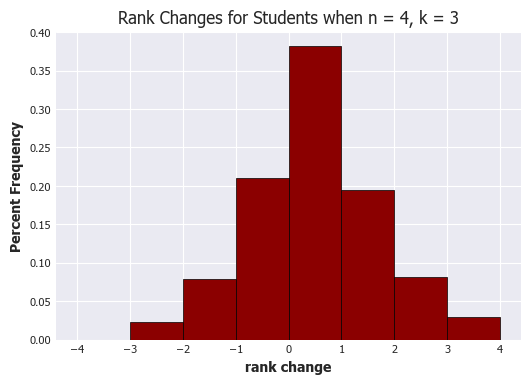 Rank Changes for Students when n = 4, k = 3
0.40
0.35
0.30
0.25
0.20
0.15
0.10
0.05
0.00
Percent Frequency
−4 −3 −2 −1 0 1 2 3 4
rank change